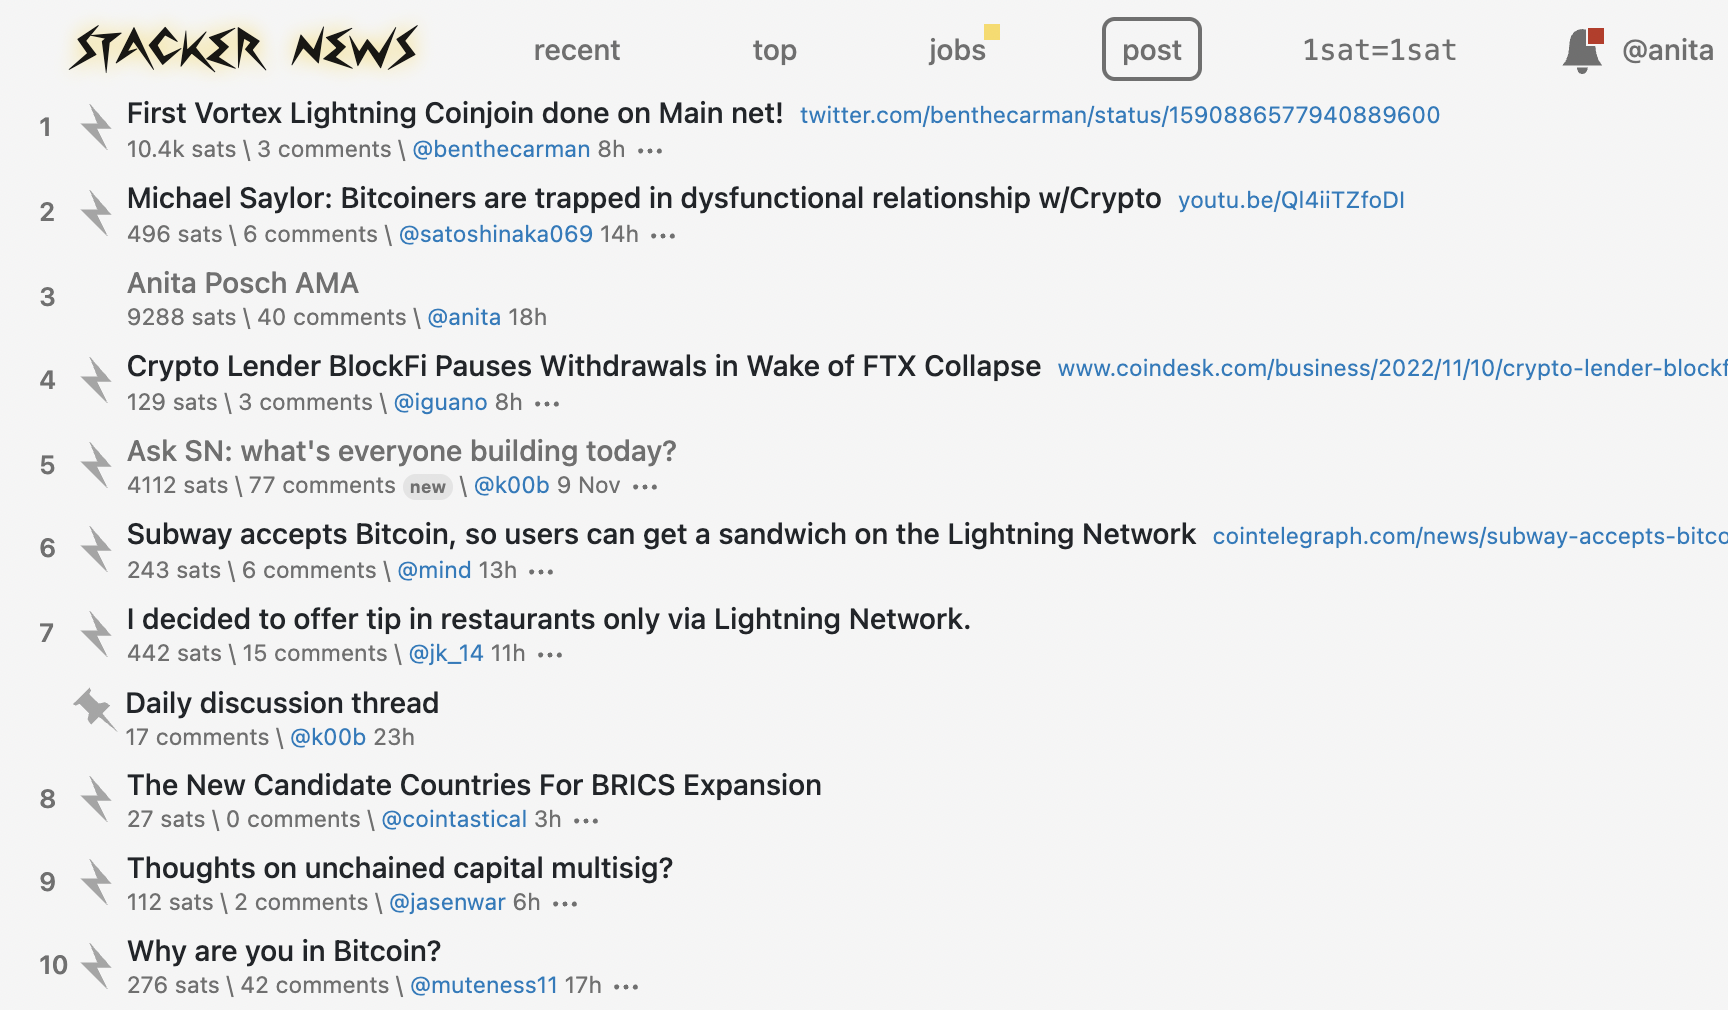 STACKER NEWS recent top jobs post 1sat=1sat @anita
1 First Vortex Lightning Coinjoin done on Main net! twitter.com/benthecarman/status/1590886577940889600
10.4k sats \ 3 comments \ @benthecarman 8h ···
2 Michael Saylor: Bitcoiners are trapped in dysfunctional relationship w/Crypto youtu.be/Ql4iiTZfoDI
496 sats \ 6 comments \ @satoshinaka069 14h ···
3 Anita Posch AMA
9288 sats \ 40 comments \ @anita 18h
4 Crypto Lender BlockFi Pauses Withdrawals in Wake of FTX Collapse www.coindesk.com/business/2022/11/10/crypto-lender-blockf
129 sats \ 3 comments \ @iguano 8h ···
5 Ask SN: what's everyone building today?
4112 sats \ 77 comments new \ @k00b 9 Nov ···
6 Subway accepts Bitcoin, so users can get a sandwich on the Lightning Network cointelegraph.com/news/subway-accepts-bitco
243 sats \ 6 comments \ @mind 13h ···
7 I decided to offer tip in restaurants only via Lightning Network.
442 sats \ 15 comments \ @jk_14 11h ···
Daily discussion thread
17 comments \ @k00b 23h
8 The New Candidate Countries For BRICS Expansion
27 sats \ 0 comments \ @cointastical 3h ···
9 Thoughts on unchained capital multisig?
112 sats \ 2 comments \ @jasenwar 6h ···
10 Why are you in Bitcoin?
276 sats \ 42 comments \ @muteness11 17h ···